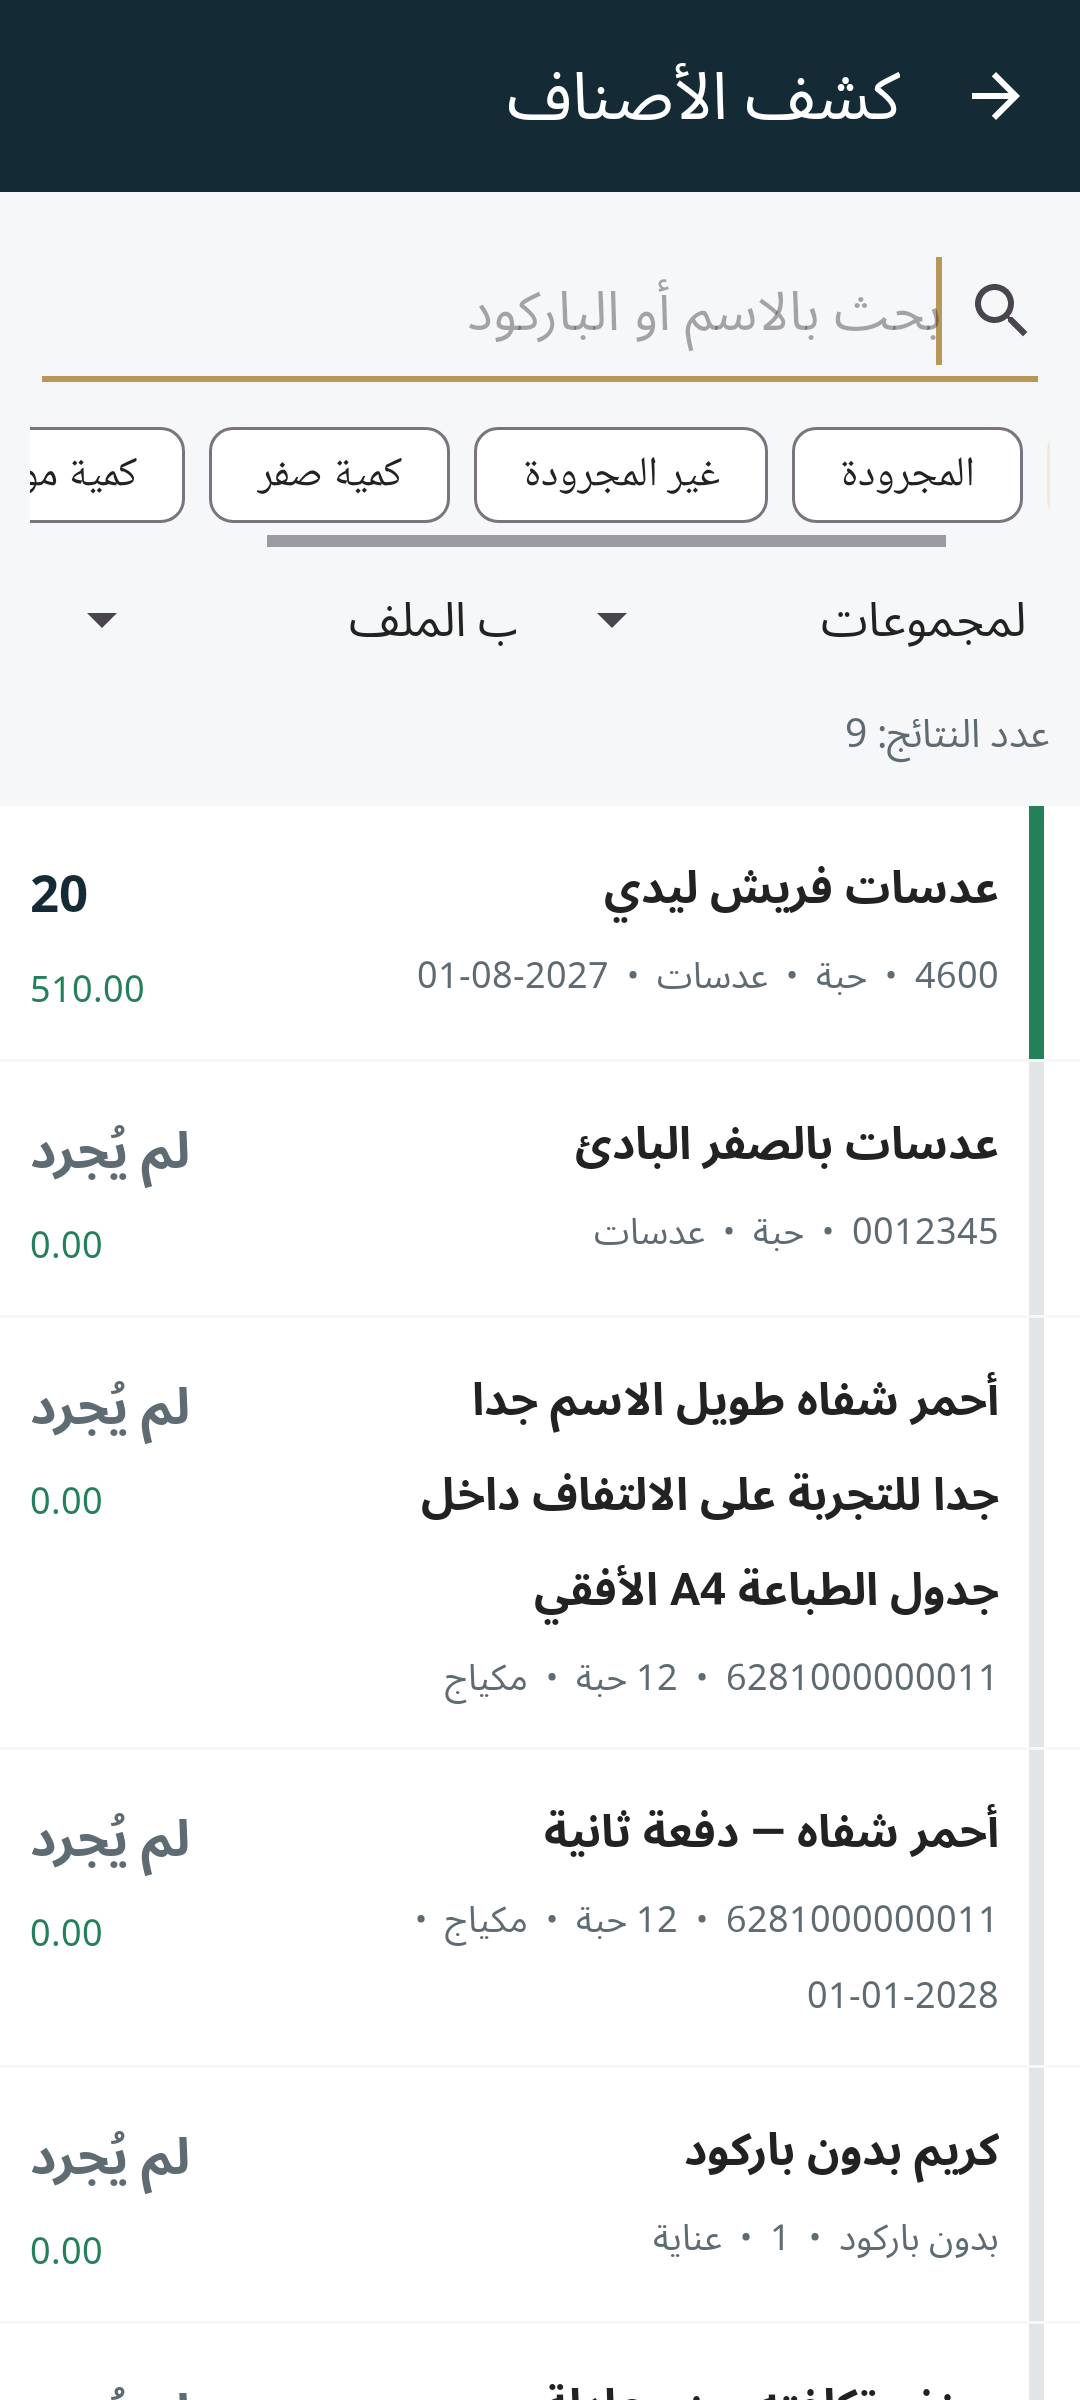 كشف الأصناف
بحث بالاسم أو الباركود
المجرودة
غير المجرودة
كمية صفر
كمية مو
لمجموعات
ب الملف
عدد النتائج: 9
عدسات فريش ليدي
20
4600 • حبة • عدسات • 01-08-2027
510.00
عدسات بالصفر البادئ
لم يُجرد
0012345 • حبة • عدسات
0.00
أحمر شفاه طويل الاسم جدا
جدا للتجربة على الالتفاف داخل
جدول الطباعة A4 الأفقي
لم يُجرد
0.00
6281000000011 • 12 حبة • مكياج
أحمر شفاه – دفعة ثانية
لم يُجرد
6281000000011 • 12 حبة • مكياج •
01-01-2028
0.00
كريم بدون باركود
لم يُجرد
بدون باركود • 1 • عناية
0.00